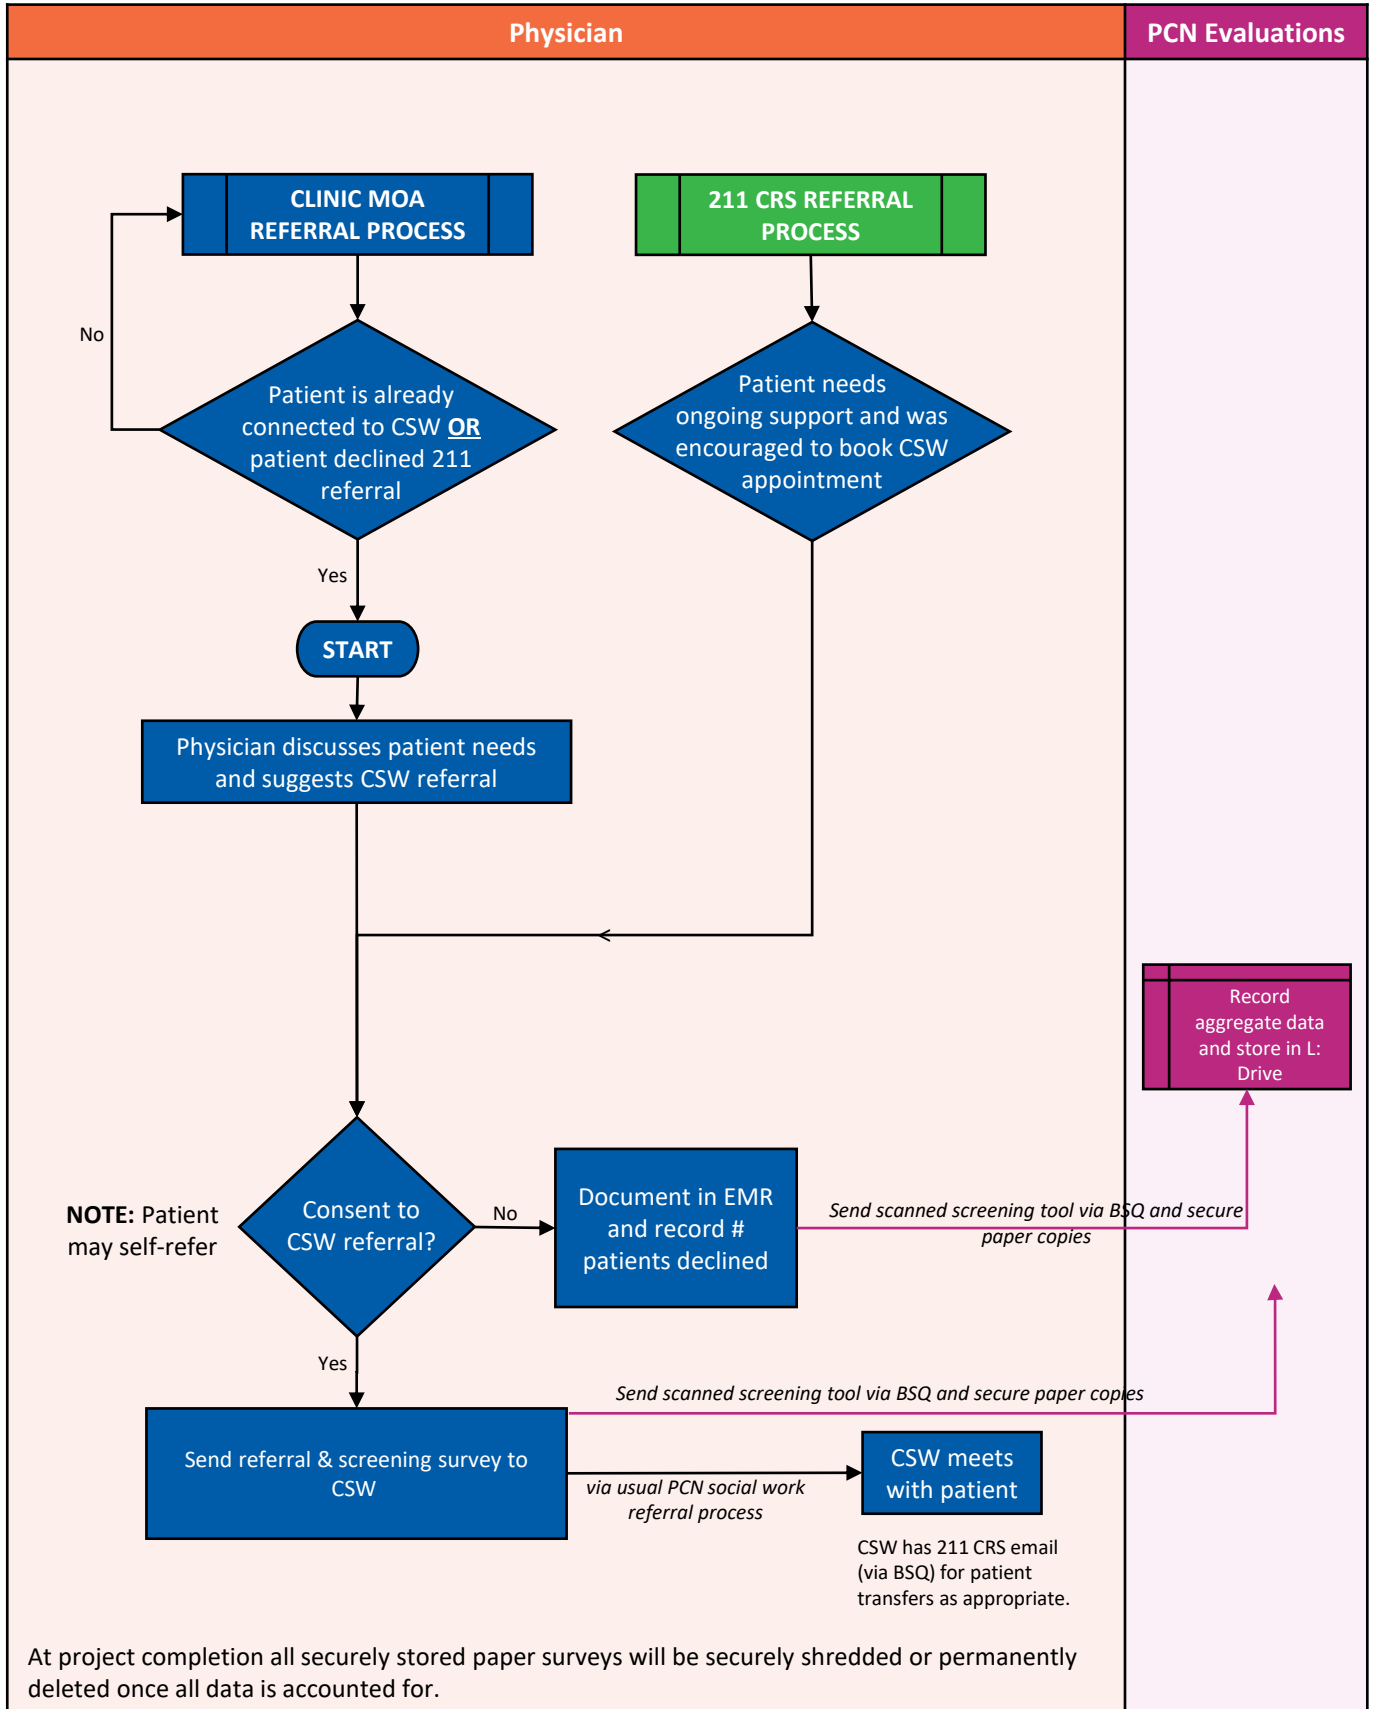 Physician
PCN Evaluations
CLINIC MOA
REFERRAL PROCESS
211 CRS REFERRAL
PROCESS
No
Patient is already
connected to CSW OR
patient declined 211
referral
Patient needs
ongoing support and was
encouraged to book CSW
appointment
Yes
START
Physician discusses patient needs
and suggests CSW referral
Record
aggregate data
and store in L:
Drive
NOTE: Patient
may self-refer
Consent to
CSW referral?
No
Document in EMR
and record #
patients declined
Send scanned screening tool via BSQ and secure
paper copies
Yes
Send scanned screening tool via BSQ and secure paper copies
Send referral & screening survey to
CSW
via usual PCN social work
referral process
CSW meets
with patient
CSW has 211 CRS email
(via BSQ) for patient
transfers as appropriate.
At project completion all securely stored paper surveys will be securely shredded or permanently
deleted once all data is accounted for.